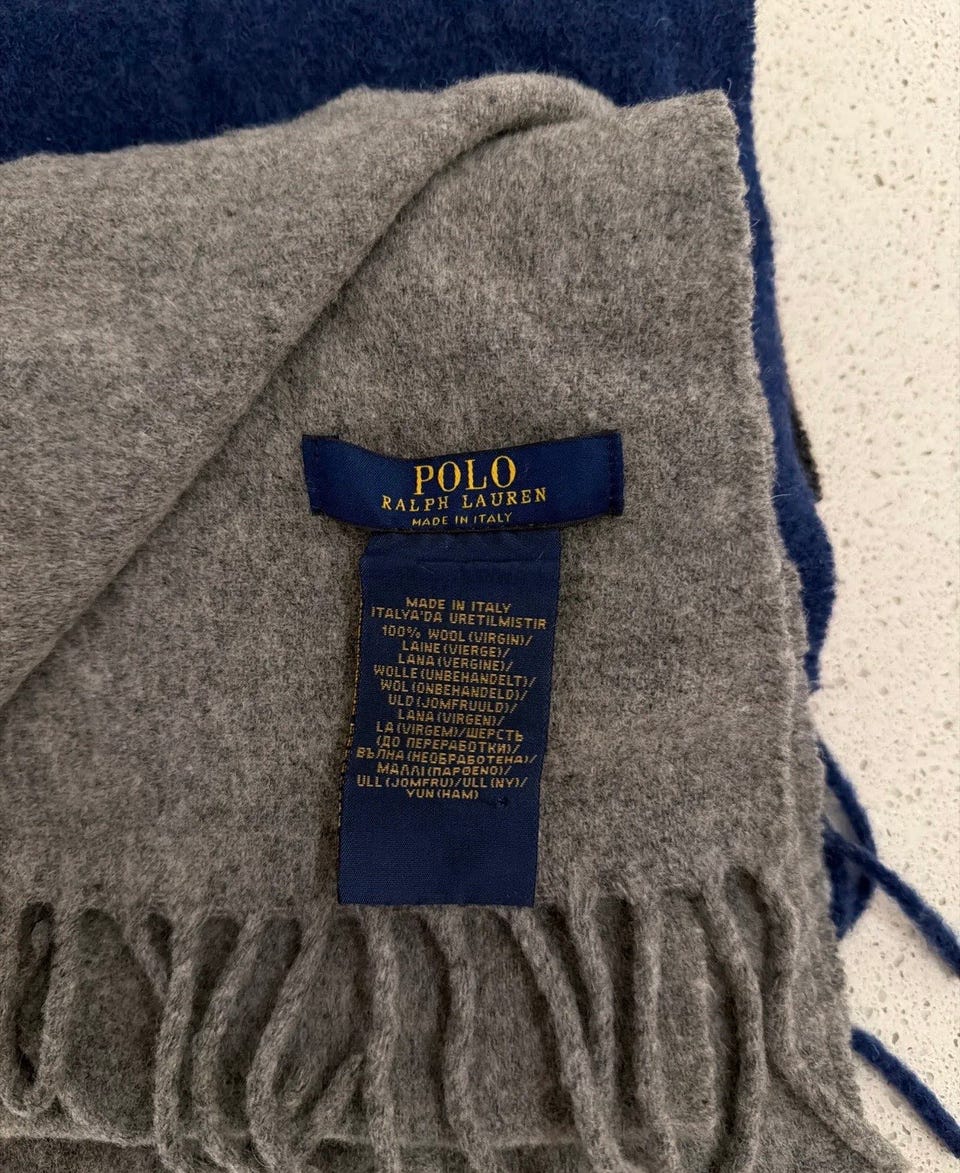 POLO
RALPH LAUREN
MADE IN ITALY
MADE IN ITALY
ITALYA'DA URETILMISTIR
100% WOOL (VIRGIN)/
LAINE (VIERGE)/
LANA (VERGINE)/
WOLLE (UNBEHANDELT)/
WOL (ONBEHANDELD)/
ULD (JOMFRUULD)/
LANA (VIRGEN)/
LA (VIRGEM)/ШЕРСТЬ
(ДО ПЕРЕРАБОТКИ)/
ВЪЛНА (НЕОБРАБОТЕНА)/
ΜΑΛΛΙ (ΠΑΡΘΕΝΟ)/
ULL (JOMFRU)/ULL (NY)/
YUN (HAM)